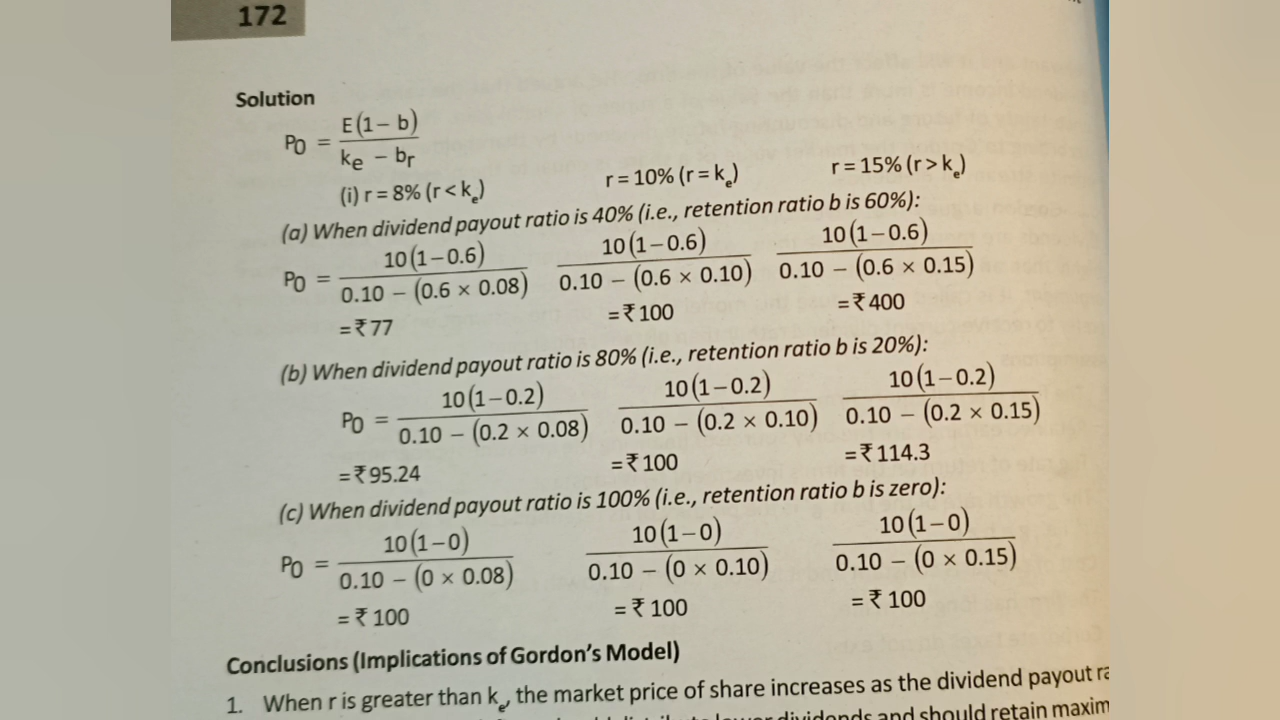 172
Solution
P0 = E(1 – b) / ke – br
(i) r = 8% (r < ke) r = 10% (r = ke) r = 15% (r > ke)
(a) When dividend payout ratio is 40% (i.e., retention ratio b is 60%):
P0 = 10(1–0.6) / 0.10 – (0.6 × 0.08) 10(1–0.6) / 0.10 – (0.6 × 0.10) 10(1–0.6) / 0.10 – (0.6 × 0.15)
= ₹77 = ₹100 = ₹400
(b) When dividend payout ratio is 80% (i.e., retention ratio b is 20%):
P0 = 10(1–0.2) / 0.10 – (0.2 × 0.08) 10(1–0.2) / 0.10 – (0.2 × 0.10) 10(1–0.2) / 0.10 – (0.2 × 0.15)
= ₹95.24 = ₹100 = ₹114.3
(c) When dividend payout ratio is 100% (i.e., retention ratio b is zero):
P0 = 10(1–0) / 0.10 – (0 × 0.08) 10(1–0) / 0.10 – (0 × 0.10) 10(1–0) / 0.10 – (0 × 0.15)
= ₹ 100 = ₹ 100 = ₹ 100
Conclusions (Implications of Gordon's Model)
1. When r is greater than ke, the market price of share increases as the dividend payout
dividends and should retain